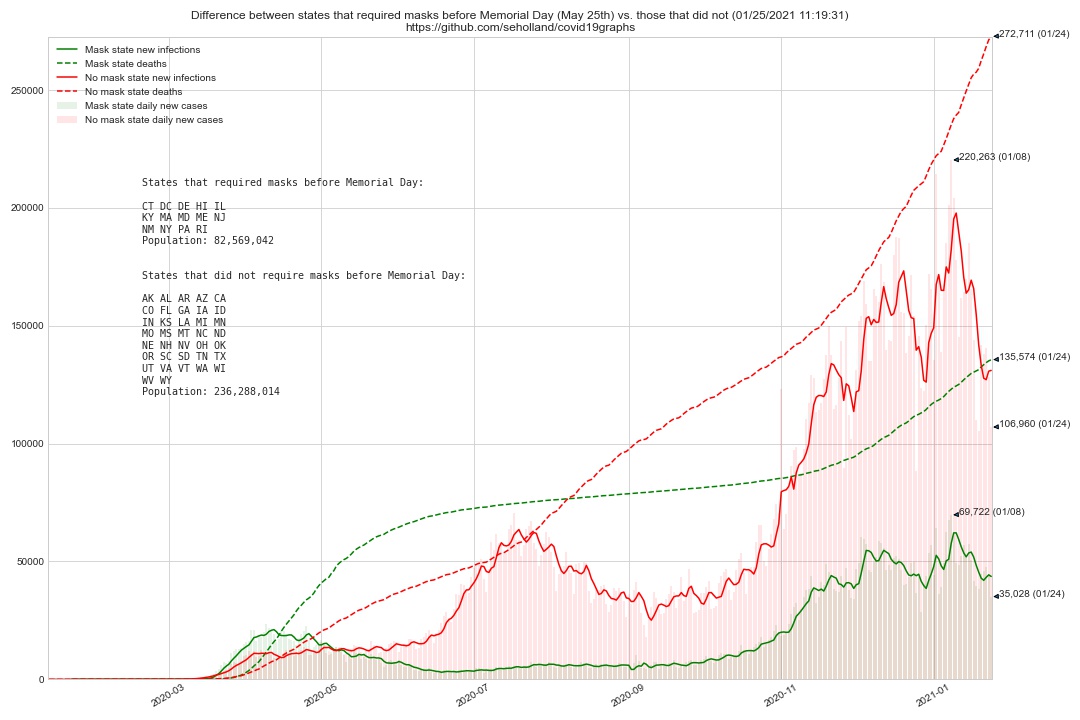 Difference between states that required masks before Memorial Day (May 25th) vs. those that did not (01/25/2021 11:19:31)
https://github.com/seholland/covid19graphs
Mask state new infections
Mask state deaths
No mask state new infections
No mask state deaths
Mask state daily new cases
No mask state daily new cases
272,711 (01/24)
250000
220,263 (01/08)
States that required masks before Memorial Day:
CT DC DE HI IL
KY MA MD ME NJ
NM NY PA RI
Population: 82,569,042
200000
States that did not require masks before Memorial Day:
AK AL AR AZ CA
CO FL GA IA ID
IN KS LA MI MN
MO MS MT NC ND
NE NH NV OH OK
OR SC SD TN TX
UT VA VT WA WI
WV WY
Population: 236,288,014
150000
135,574 (01/24)
106,960 (01/24)
100000
69,722 (01/08)
50000
35,028 (01/24)
0
2020-03
2020-05
2020-07
2020-09
2020-11
2021-01